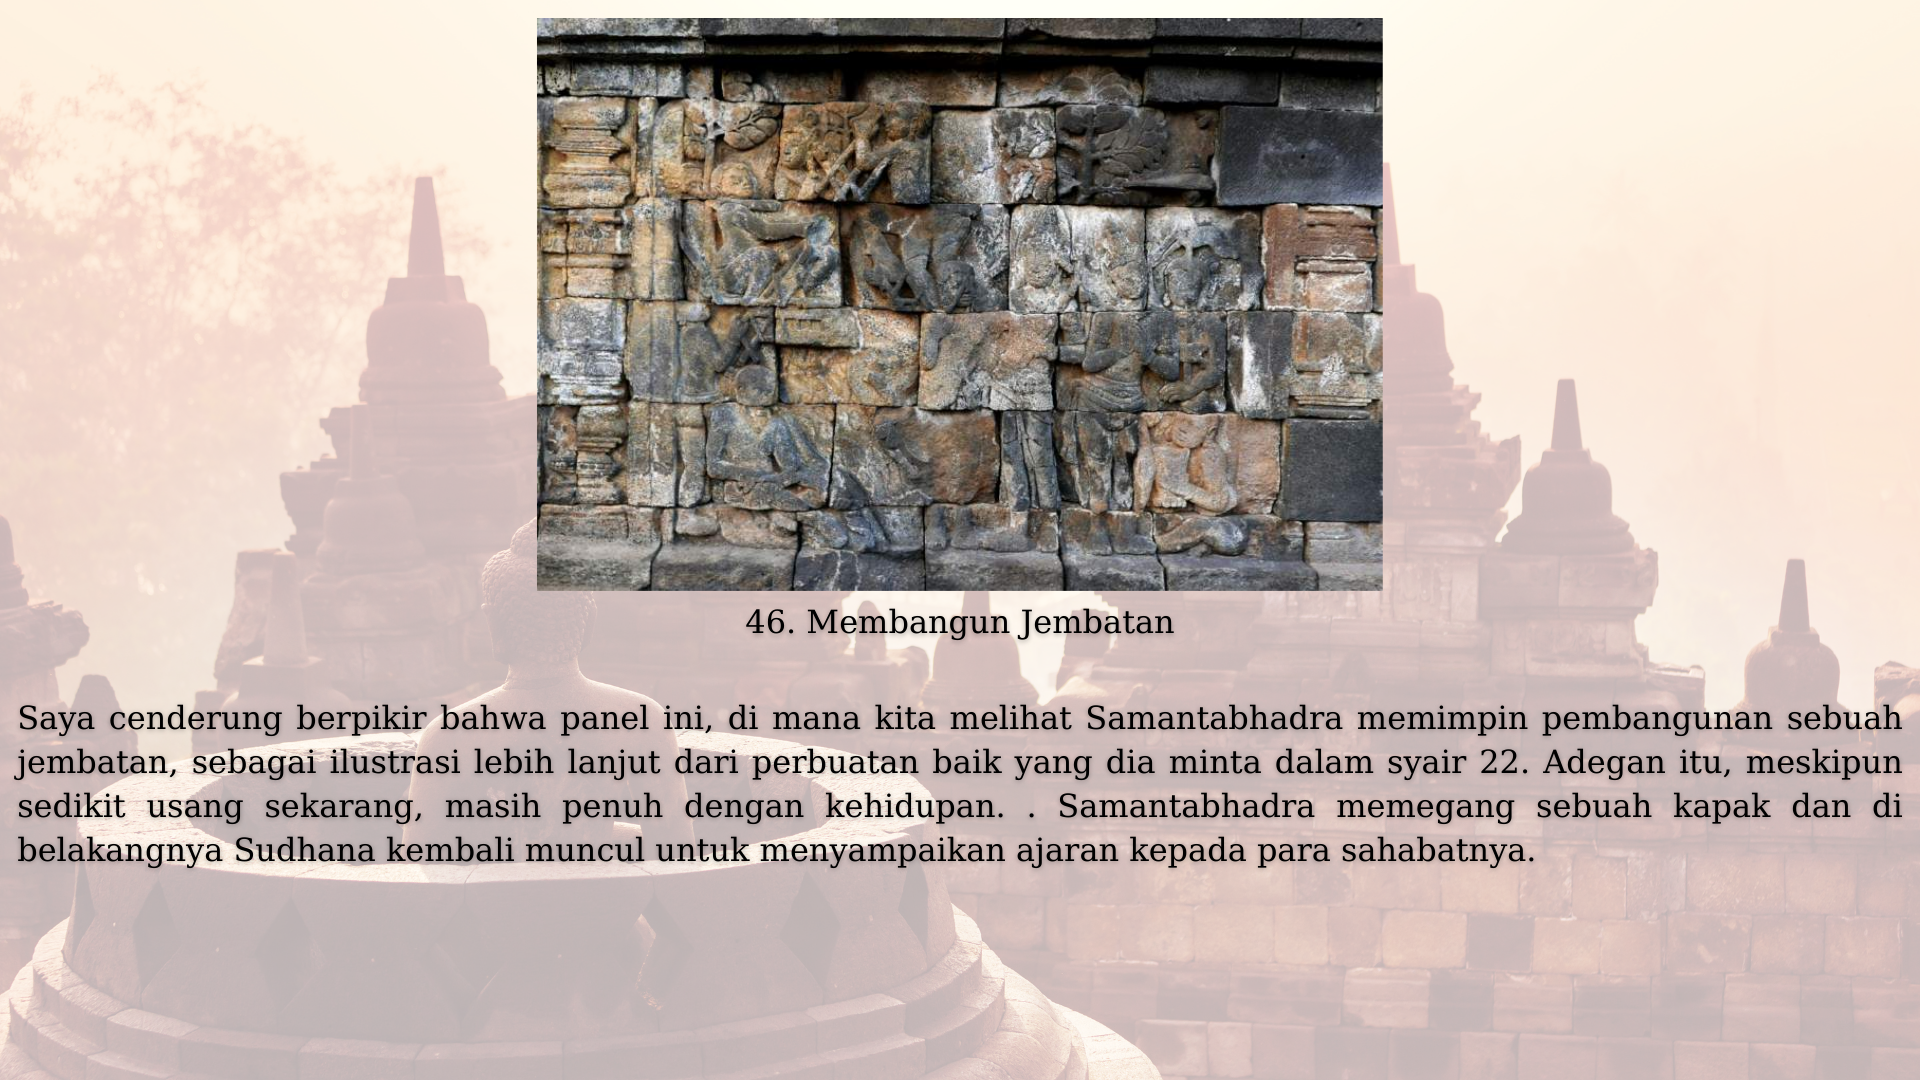 46. Membangun Jembatan
Saya cenderung berpikir bahwa panel ini, di mana kita melihat Samantabhadra memimpin pembangunan sebuah
jembatan, sebagai ilustrasi lebih lanjut dari perbuatan baik yang dia minta dalam syair 22. Adegan itu, meskipun
sedikit usang sekarang, masih penuh dengan kehidupan. . Samantabhadra memegang sebuah kapak dan di
belakangnya Sudhana kembali muncul untuk menyampaikan ajaran kepada para sahabatnya.